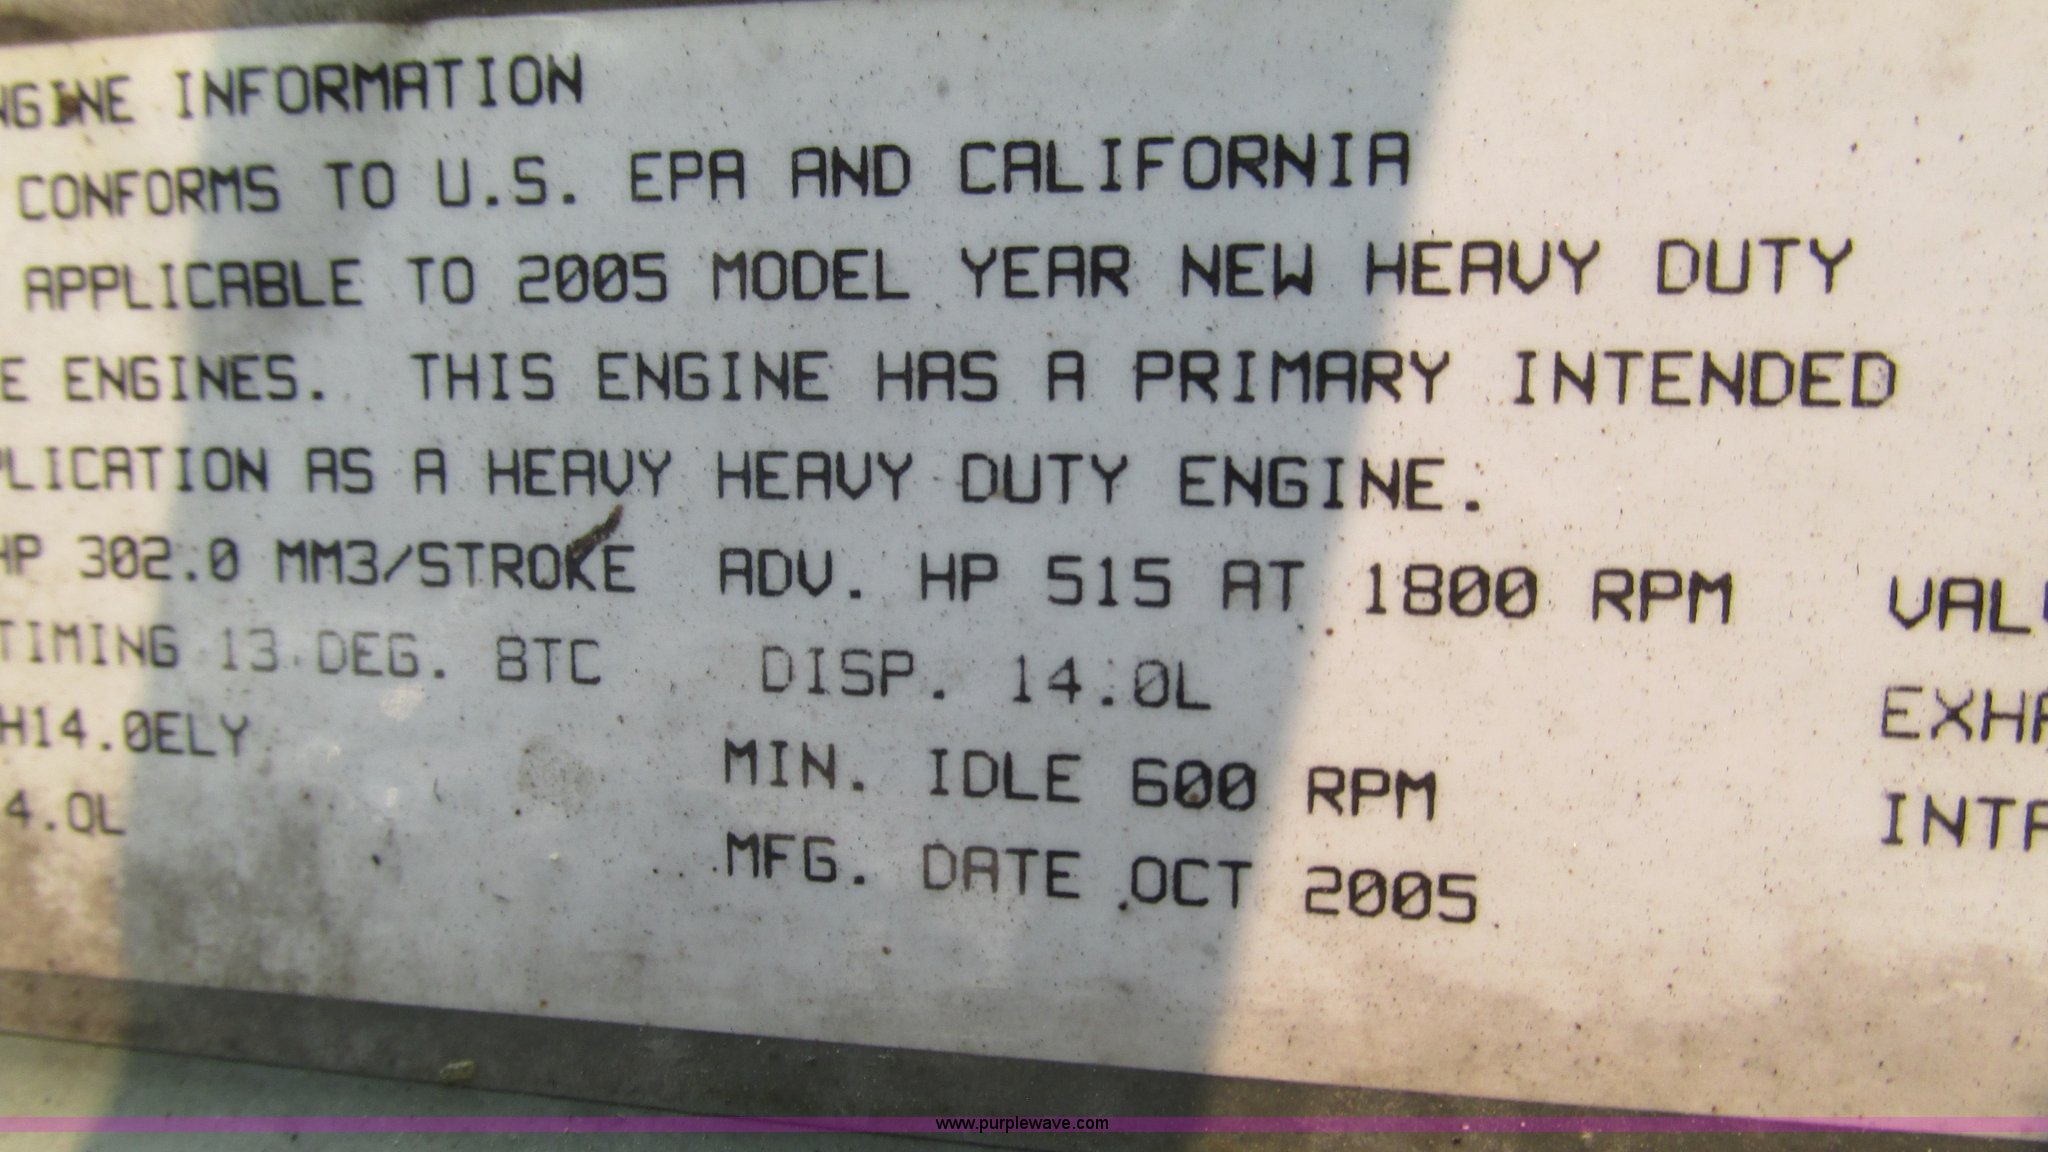 NGINE INFORMATION
CONFORMS TO U.S. EPA AND CALIFORNIA
APPLICABLE TO 2005 MODEL YEAR NEW HEAVY DUTY
E ENGINES. THIS ENGINE HAS A PRIMARY INTENDED
PLICATION AS A HEAVY HEAVY DUTY ENGINE.
HP 302.0 MM3/STROKE ADV. HP 515 AT 1800 RPM VAL
TIMING 13 DEG. BTC DISP. 14.0L EXHA
H14.0ELY MIN. IDLE 600 RPM INTA
4.0L MFG. DATE OCT 2005
www.purplewave.com